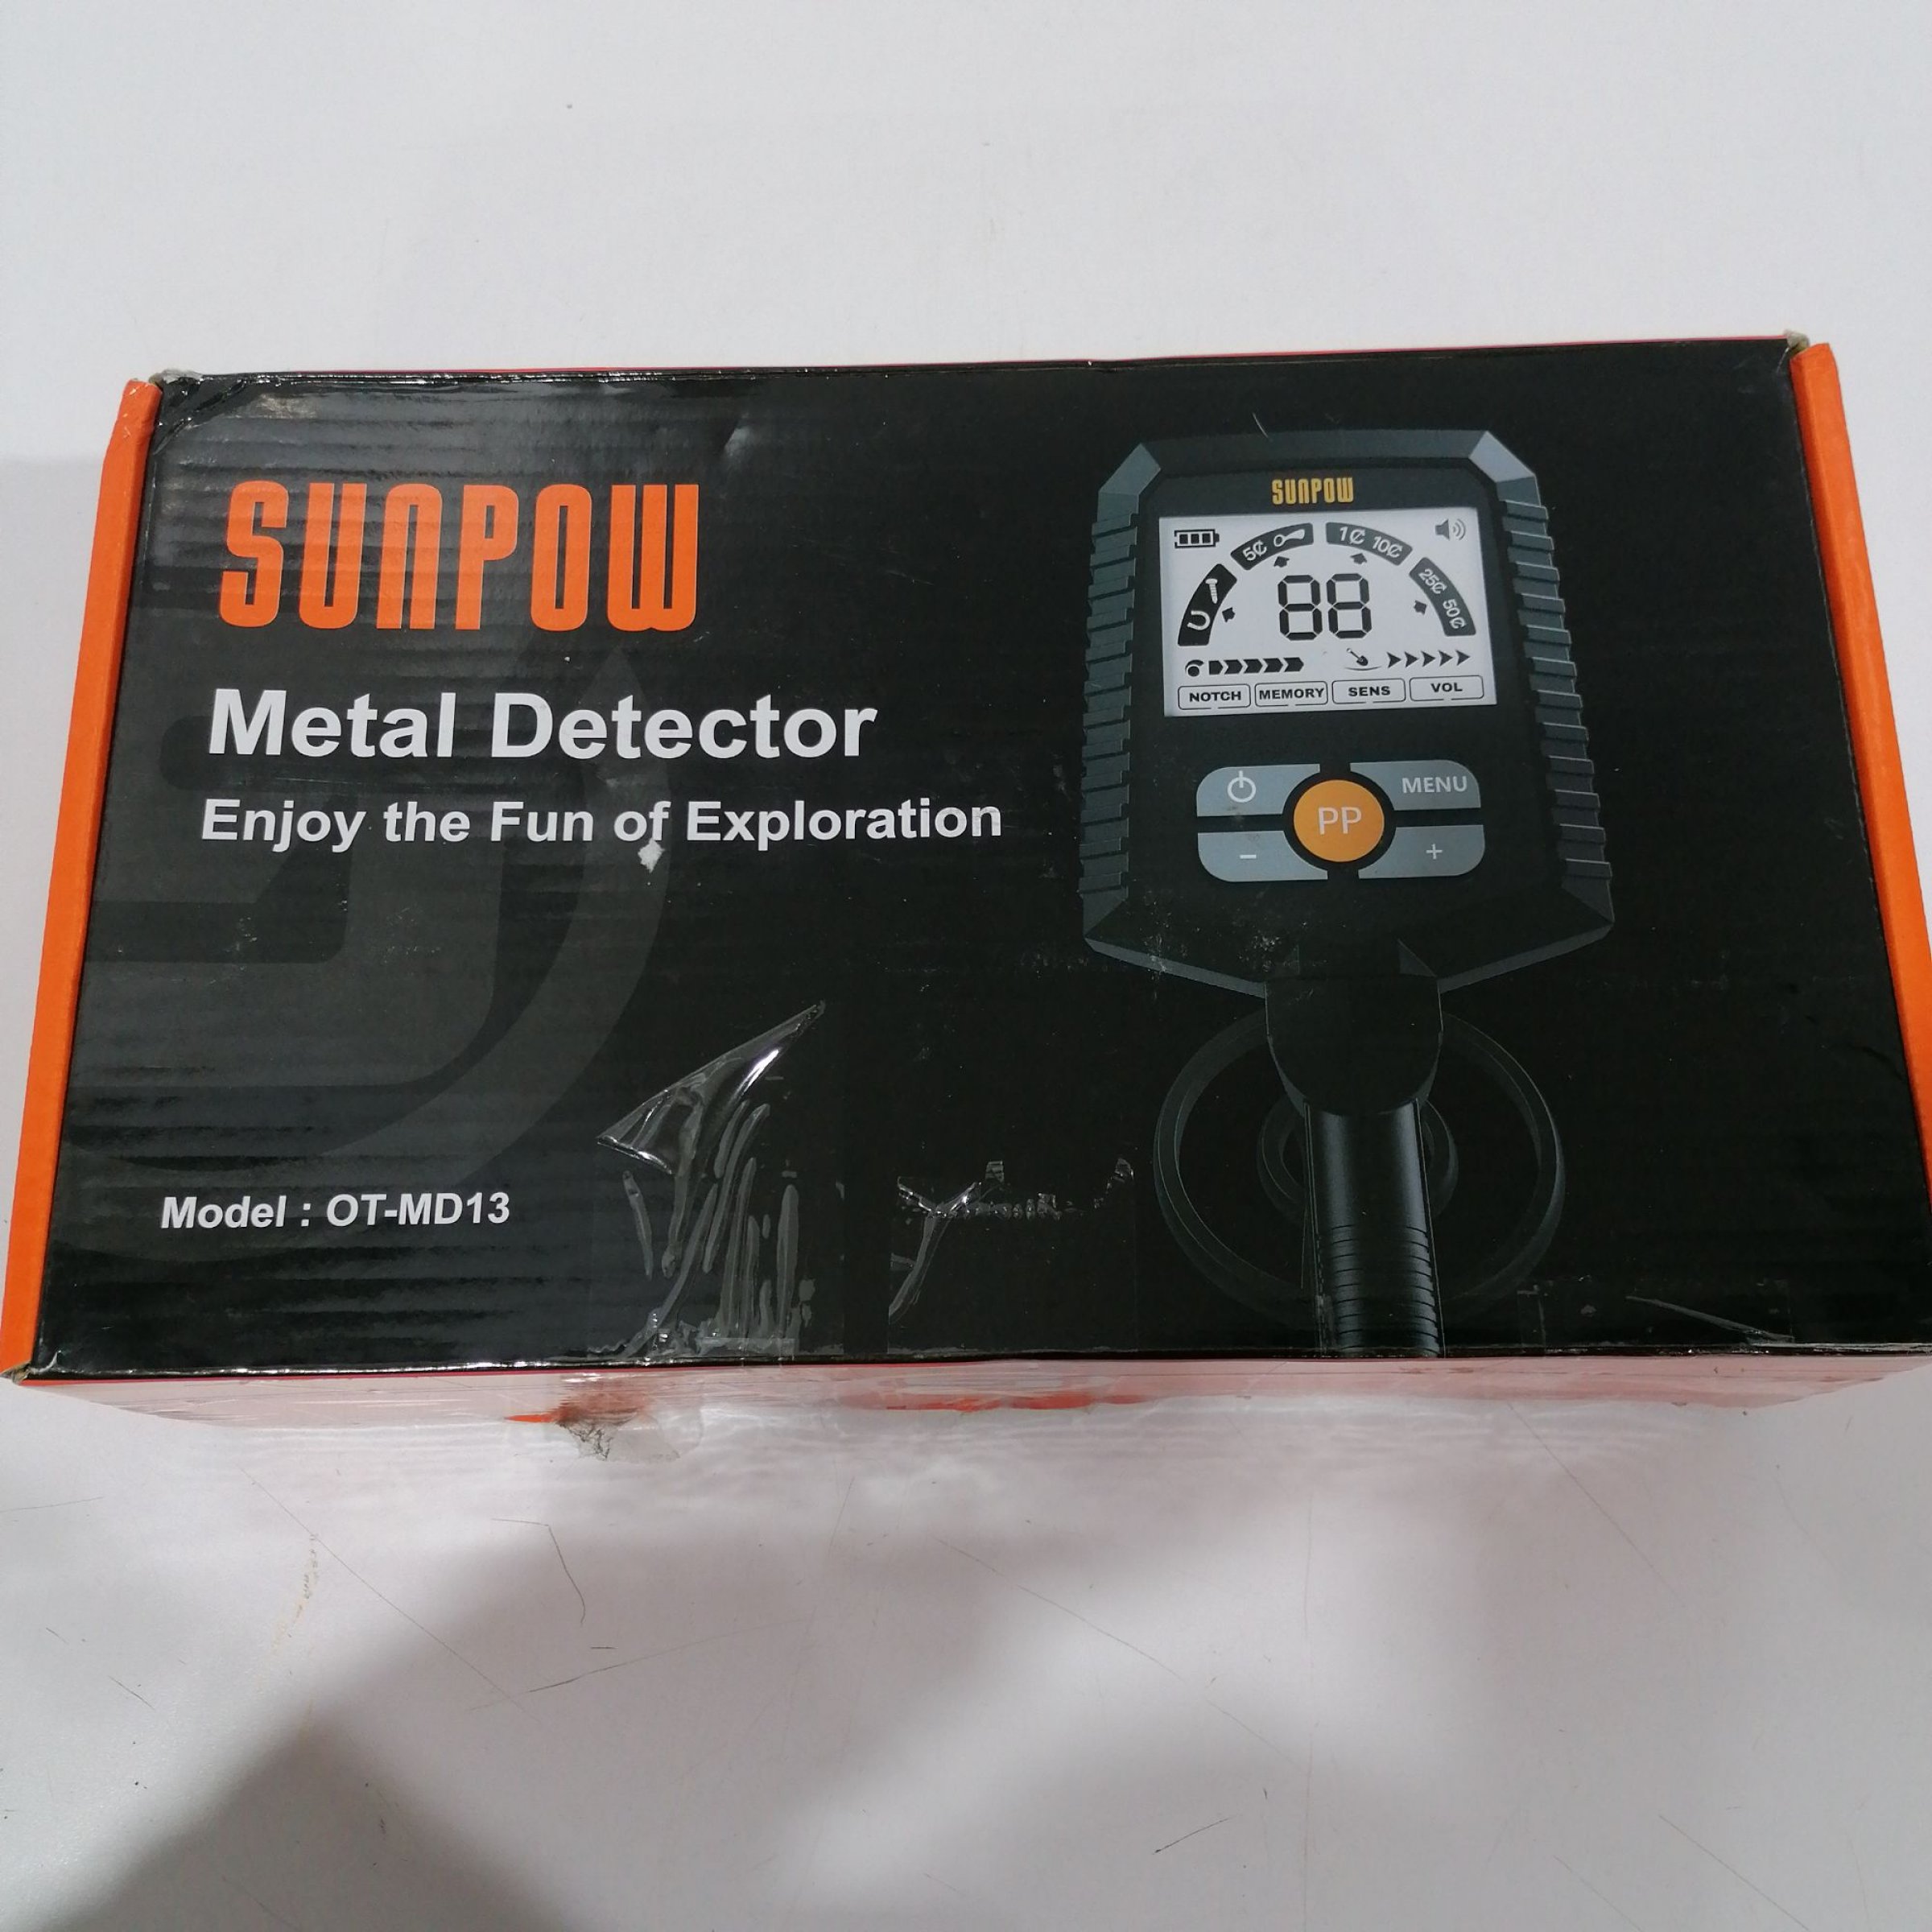 SUNPOW
Metal Detector
Enjoy the Fun of Exploration
Model : OT-MD13
SUNPOW
5¢ 1¢ 10¢
25¢ 50¢
88
NOTCH MEMORY SENS VOL
MENU
PP
- +